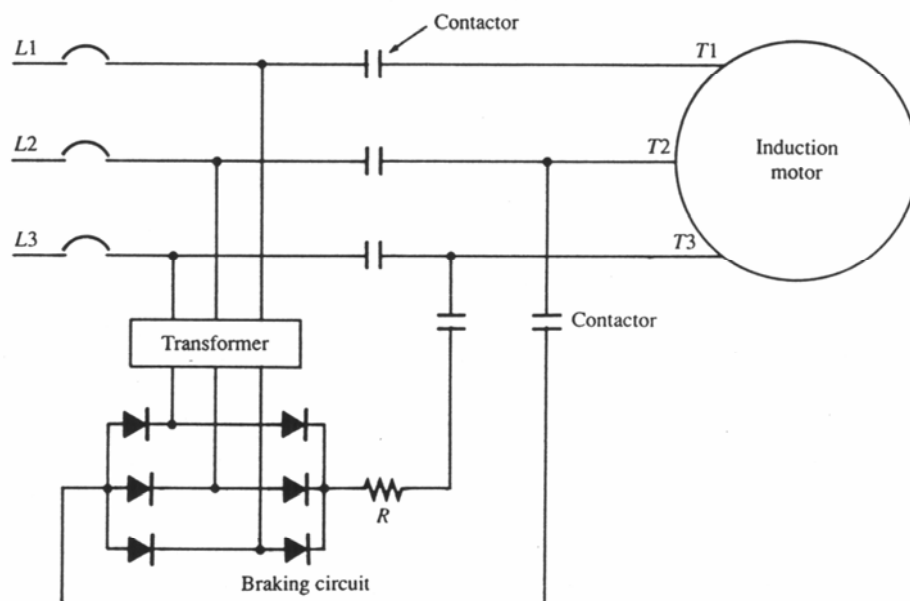 Contactor
L1
T1
L2
T2
Induction
motor
L3
T3
Contactor
Transformer
R
Braking circuit